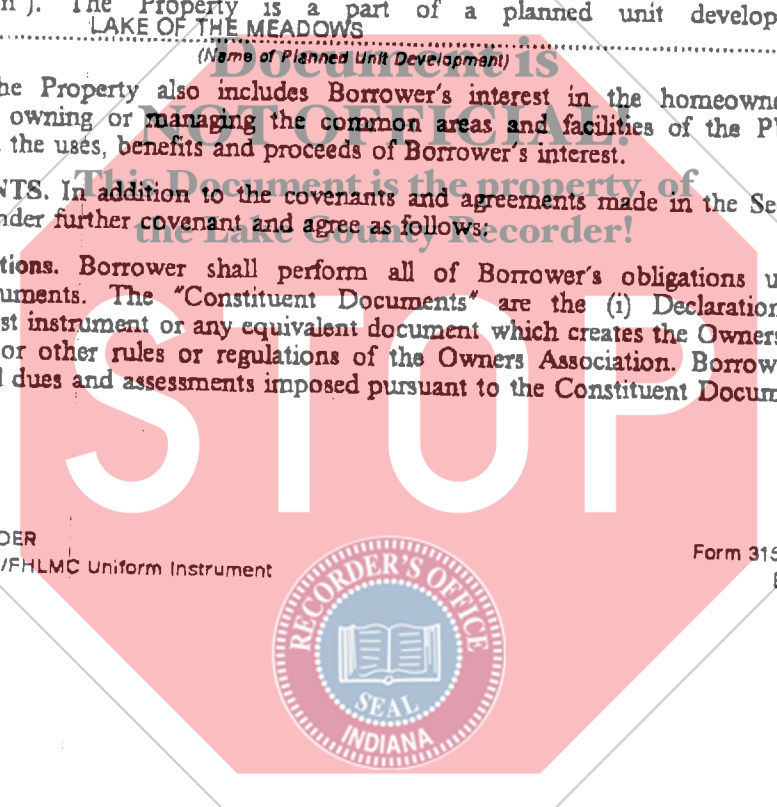 n"). The Property is a part of a planned unit develop
LAKE OF THE MEADOWS
(Name of Planned Unit Development)
Document is
he Property also includes Borrower's interest in the homeowne
owning or managing the common areas and facilities of the PU
NOT OFFICIAL!
the uses, benefits and proceeds of Borrower's interest.
This Document is the property of
NTS. In addition to the covenants and agreements made in the Se
nder further covenant and agree as follows:
the Lake County Recorder!
tions. Borrower shall perform all of Borrower's obligations u
uments. The "Constituent Documents" are the (i) Declaration
st instrument or any equivalent document which creates the Owners
or other rules or regulations of the Owners Association. Borrow
l dues and assessments imposed pursuant to the Constituent Docum
STOP
DER
/FHLMC Uniform Instrument
Form 315
RECORDER'S OFFICE
SEAL
INDIANA